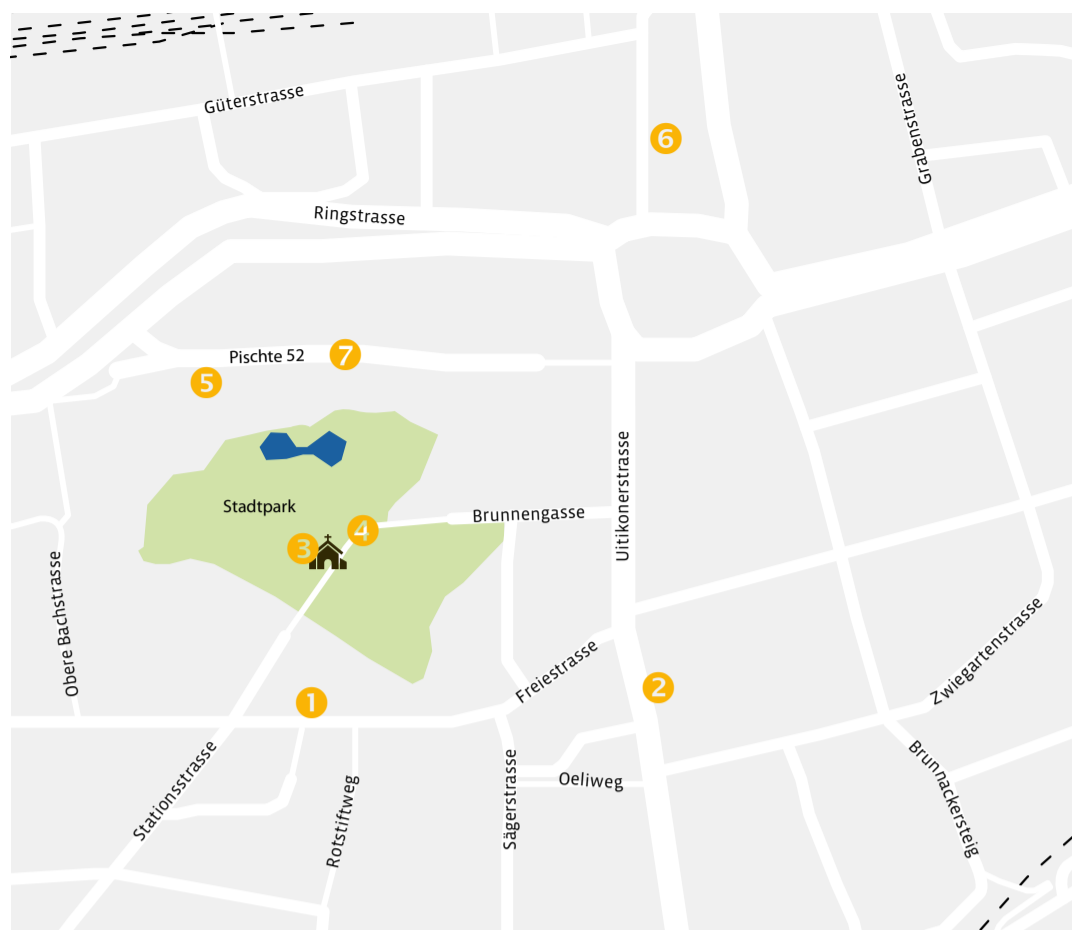 Güterstrasse
Grabenstrasse
6
Ringstrasse
Pischte 52
7
5
Stadtpark
Brunnengasse
4
3
Uitikonerstrasse
Obere Bachstrasse
Zwiegartenstrasse
Freiestrasse
2
1
Stationsstrasse
Rotstiftweg
Sägerstrasse
Oeliweg
Brunnackersteig